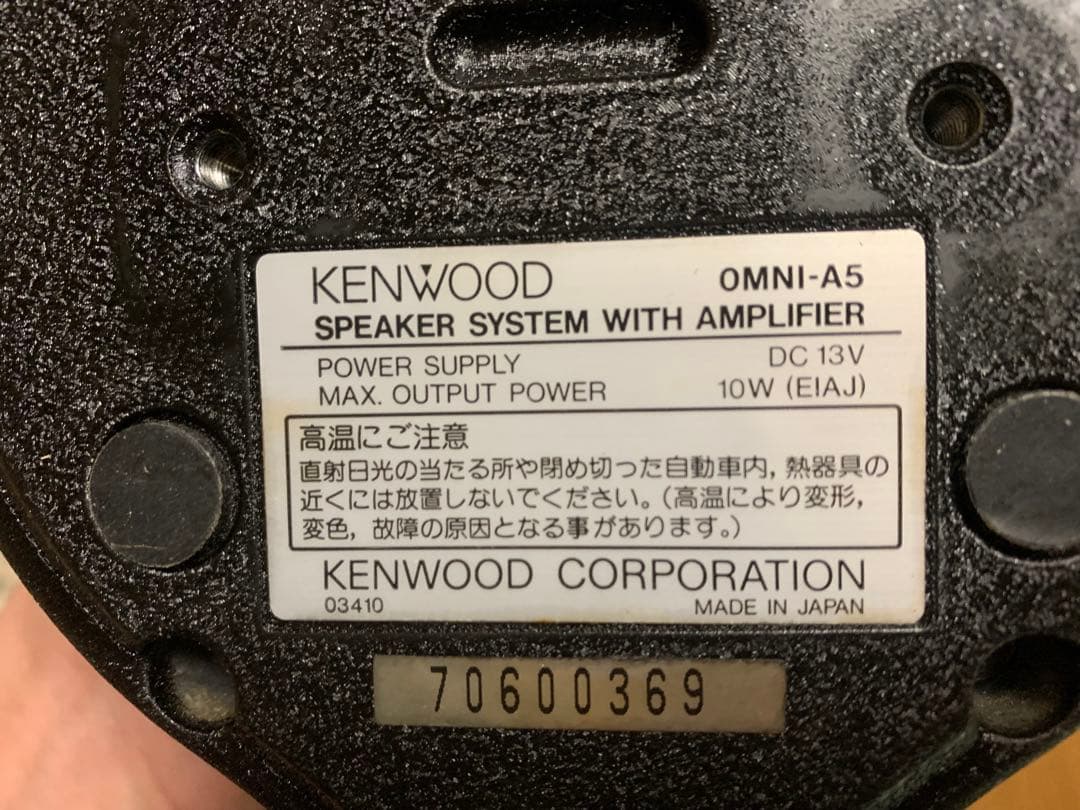 KENWOOD OMNI-A5
SPEAKER SYSTEM WITH AMPLIFIER
POWER SUPPLY DC 13V
MAX. OUTPUT POWER 10W (EIAJ)
高温にご注意
直射日光の当たる所や閉め切った自動車内,熱器具の
近くには放置しないでください。(高温により変形,
変色,故障の原因となる事があります。)
KENWOOD CORPORATION
03410 MADE IN JAPAN
70600369